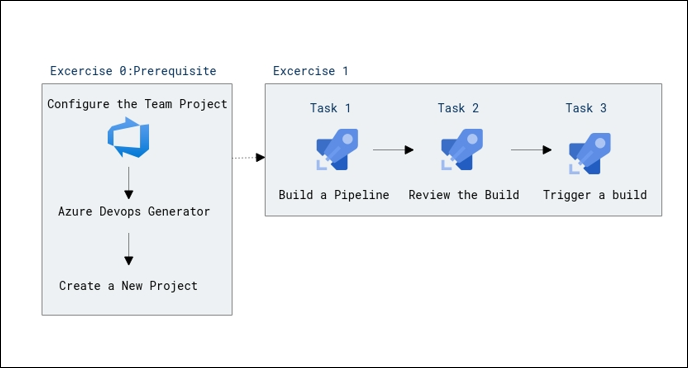 Excercise 0:Prerequisite
Configure the Team Project
Azure Devops Generator
Create a New Project
Excercise 1
Task 1
Task 2
Task 3
Build a Pipeline
Review the Build
Trigger a build